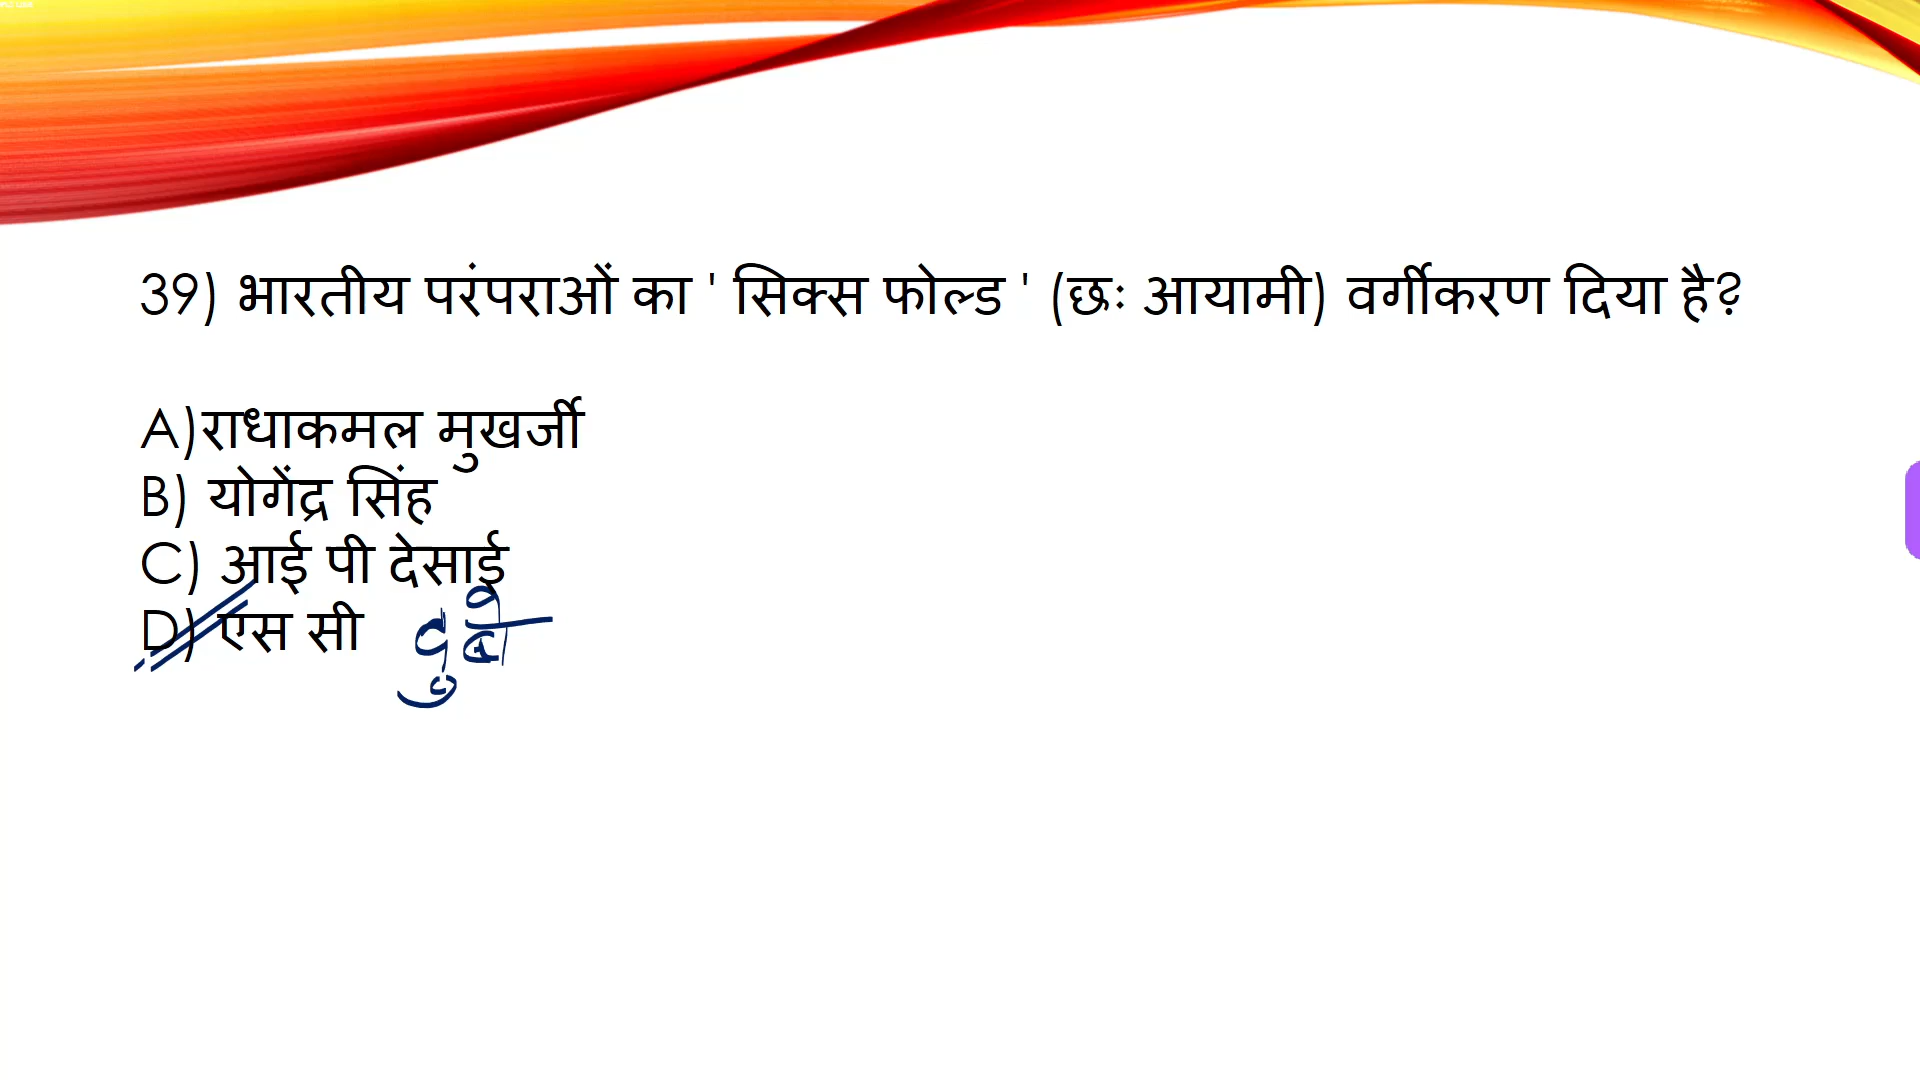 39) भारतीय परंपराओं का ' सिक्स फोल्ड ' (छः आयामी) वर्गीकरण दिया है?
A)राधाकमल मुखर्जी
B) योगेंद्र सिंह
C) आई पी देसाई
D) एस सी दुबे